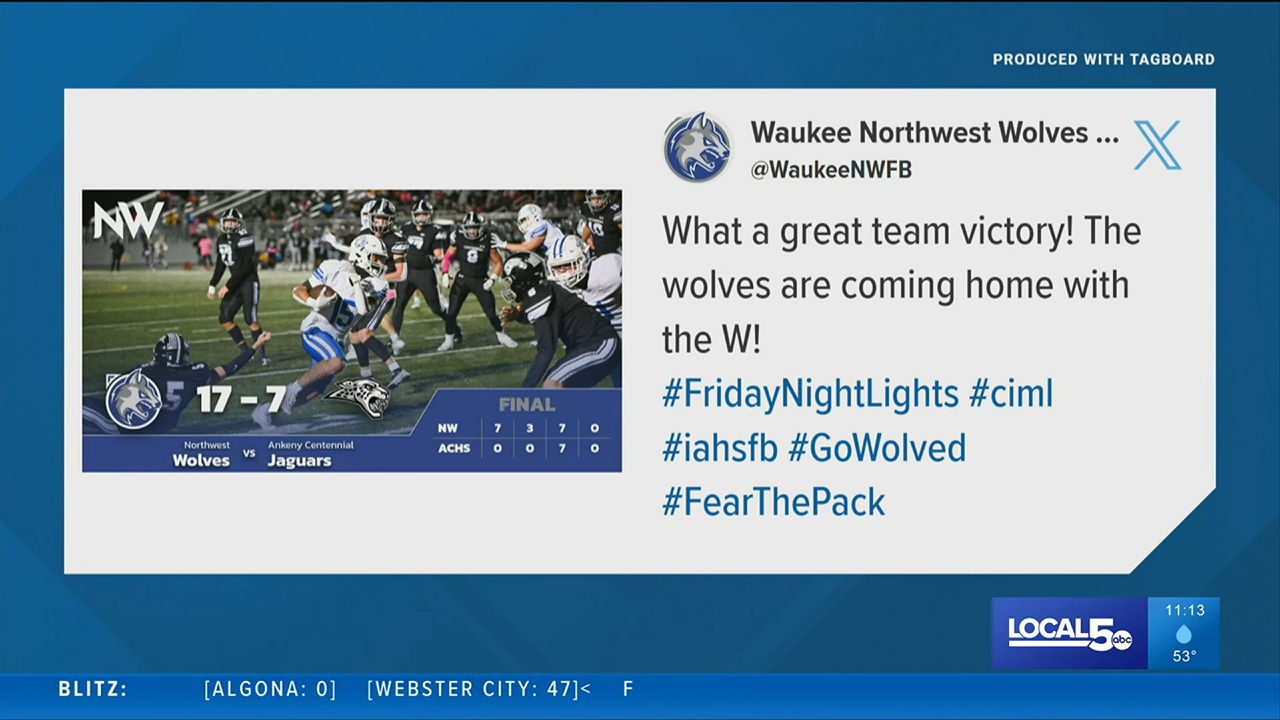 PRODUCED WITH TAGBOARD
Waukee Northwest Wolves ...
@WaukeeNWFB
What a great team victory! The
wolves are coming home with
the W!
#FridayNightLights #ciml
#iahsfb #GoWolved
#FearThePack
NW
15
5
17 - 7
Northwest
Wolves
vs
Ankeny Centennial
Jaguars
FINAL
NW 7 3 7 0
ACHS 0 0 7 0
LOCAL 5 abc
11:13
53°
BLITZ: [ALGONA: 0] [WEBSTER CITY: 47]< F